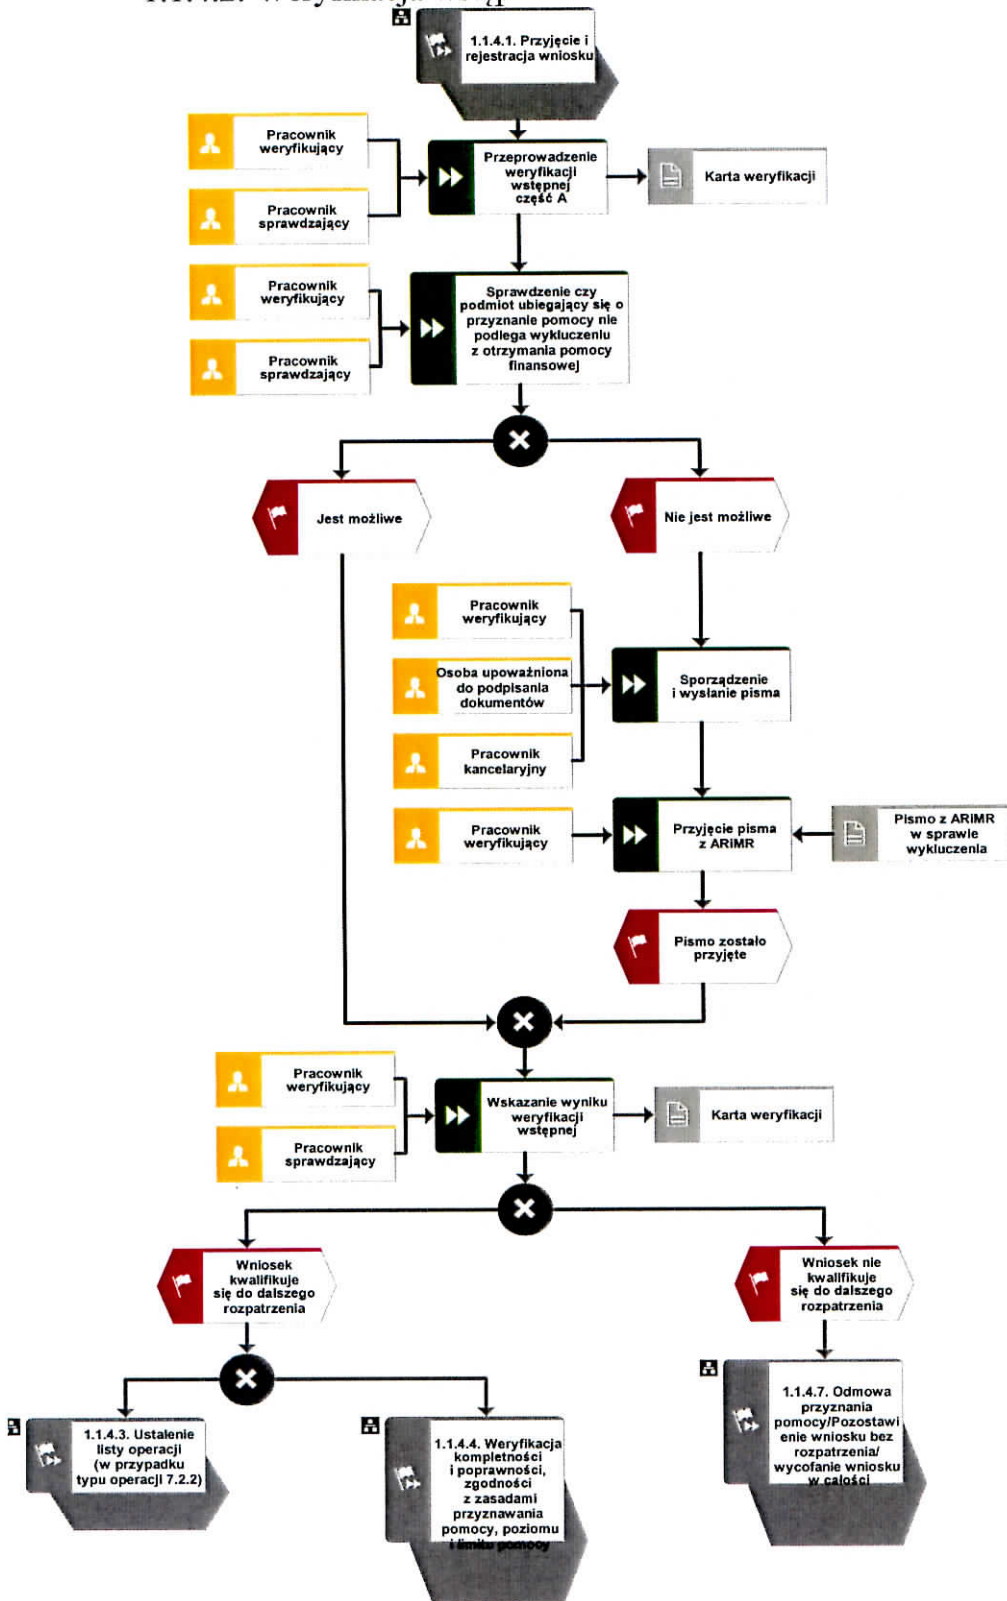 1.1.4.1. Przyjęcie i
rejestracja wniosku
Pracownik
weryfikujący
Pracownik
sprawdzający
Przeprowadzenie
weryfikacji
wstępnej
część A
Karta weryfikacji
Pracownik
weryfikujący
Pracownik
sprawdzający
Sprawdzenie czy
podmiot ubiegający się o
przyznanie pomocy nie
podlega wykluczeniu
z otrzymania pomocy
finansowej
Jest możliwe
Nie jest możliwe
Pracownik
weryfikujący
Osoba upoważniona
do podpisania
dokumentów
Pracownik
kancelaryjny
Sporządzenie
i wysłanie pisma
Pracownik
weryfikujący
Przyjęcie pisma
z ARiMR
Pismo z ARiMR
w sprawie
wykluczenia
Pismo zostało
przyjęte
Pracownik
weryfikujący
Pracownik
sprawdzający
Wskazanie wyniku
weryfikacji
wstępnej
Karta weryfikacji
Wniosek
kwalifikuje
się do dalszego
rozpatrzenia
Wniosek nie
kwalifikuje
się do dalszego
rozpatrzenia
1.1.4.3. Ustalenie
listy operacji
(w przypadku
typu operacji 7.2.2)
1.1.4.4. Weryfikacja
kompletności
i poprawności,
zgodności
z zasadami
przyznawania
pomocy, poziomu
i limitu pomocy
1.1.4.7. Odmowa
przyznania
pomocy/Pozostawi
enie wniosku bez
rozpatrzenia/
wycofanie wniosku
w całości